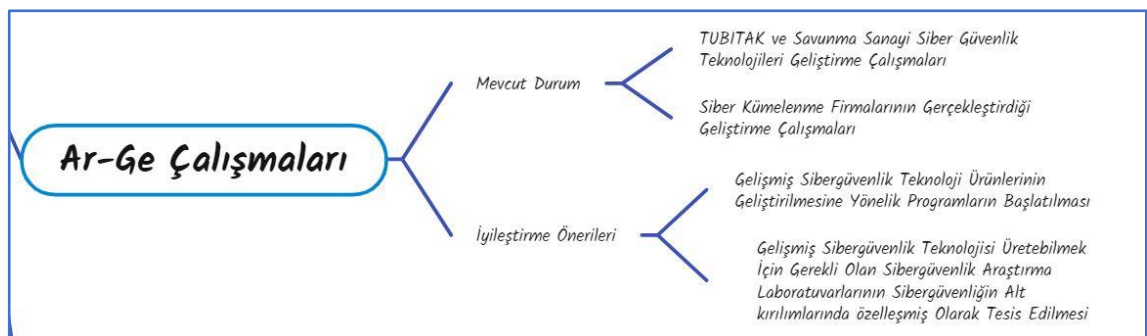 Ar-Ge Çalışmaları
Mevcut Durum
TUBITAK ve Savunma Sanayi Siber Güvenlik
Teknolojileri Geliştirme Çalışmaları
Siber Kümelenme Firmalarının Gerçekleştirdiği
Geliştirme Çalışmaları
İyileştirme Önerileri
Gelişmiş Sibergüvenlik Teknoloji Ürünlerinin
Geliştirilmesine Yönelik Programların Başlatılması
Gelişmiş Sibergüvenlik Teknolojisi Üretebilmek
İçin Gerekli Olan Sibergüvenlik Araştırma
Laboratuvarlarının Sibergüvenliğin Alt
kırılımlarında özelleşmiş Olarak Tesis Edilmesi